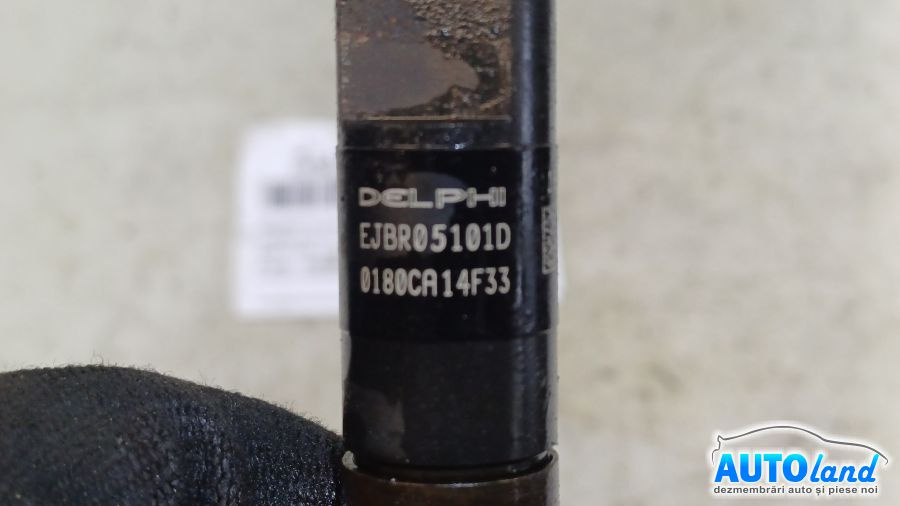 DELPHI
EJBR05101D
0180CA14F33
AUTOland
dezmembrări auto și piese noi